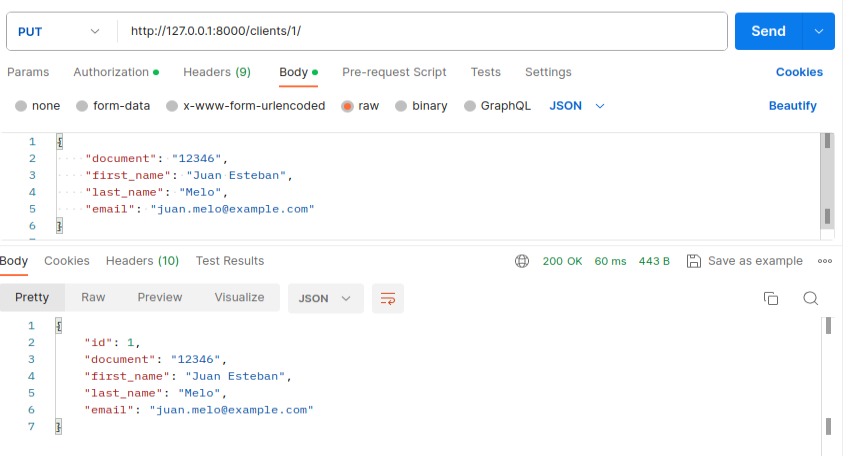 PUT http://127.0.0.1:8000/clients/1/ Send
Params Authorization Headers (9) Body Pre-request Script Tests Settings Cookies
none form-data x-www-form-urlencoded raw binary GraphQL JSON Beautify
1 {
2 "document": "12346",
3 "first_name": "Juan Esteban",
4 "last_name": "Melo",
5 "email": "juan.melo@example.com"
6 }
Body Cookies Headers (10) Test Results 200 OK 60 ms 443 B Save as example
Pretty Raw Preview Visualize JSON
1 {
2 "id": 1,
3 "document": "12346",
4 "first_name": "Juan Esteban",
5 "last_name": "Melo",
6 "email": "juan.melo@example.com"
7 }